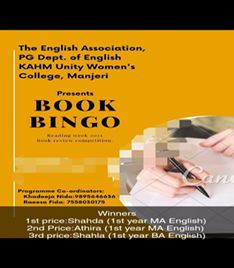 The English Association,
PG Dept. of English
KAHM Unity Women's
College, Manjeri
Presents
BOOK
BINGO
Reading week 2021
Book review competition
Programme Co-ordinators:
Khadeeja Nida:9895646636
Raeesa Fida: 7558030175
Winners
1st price:Shahda (1st year MA English)
2nd Price:Athira (1st year MA English)
3rd price:Shahla (1st year BA English)